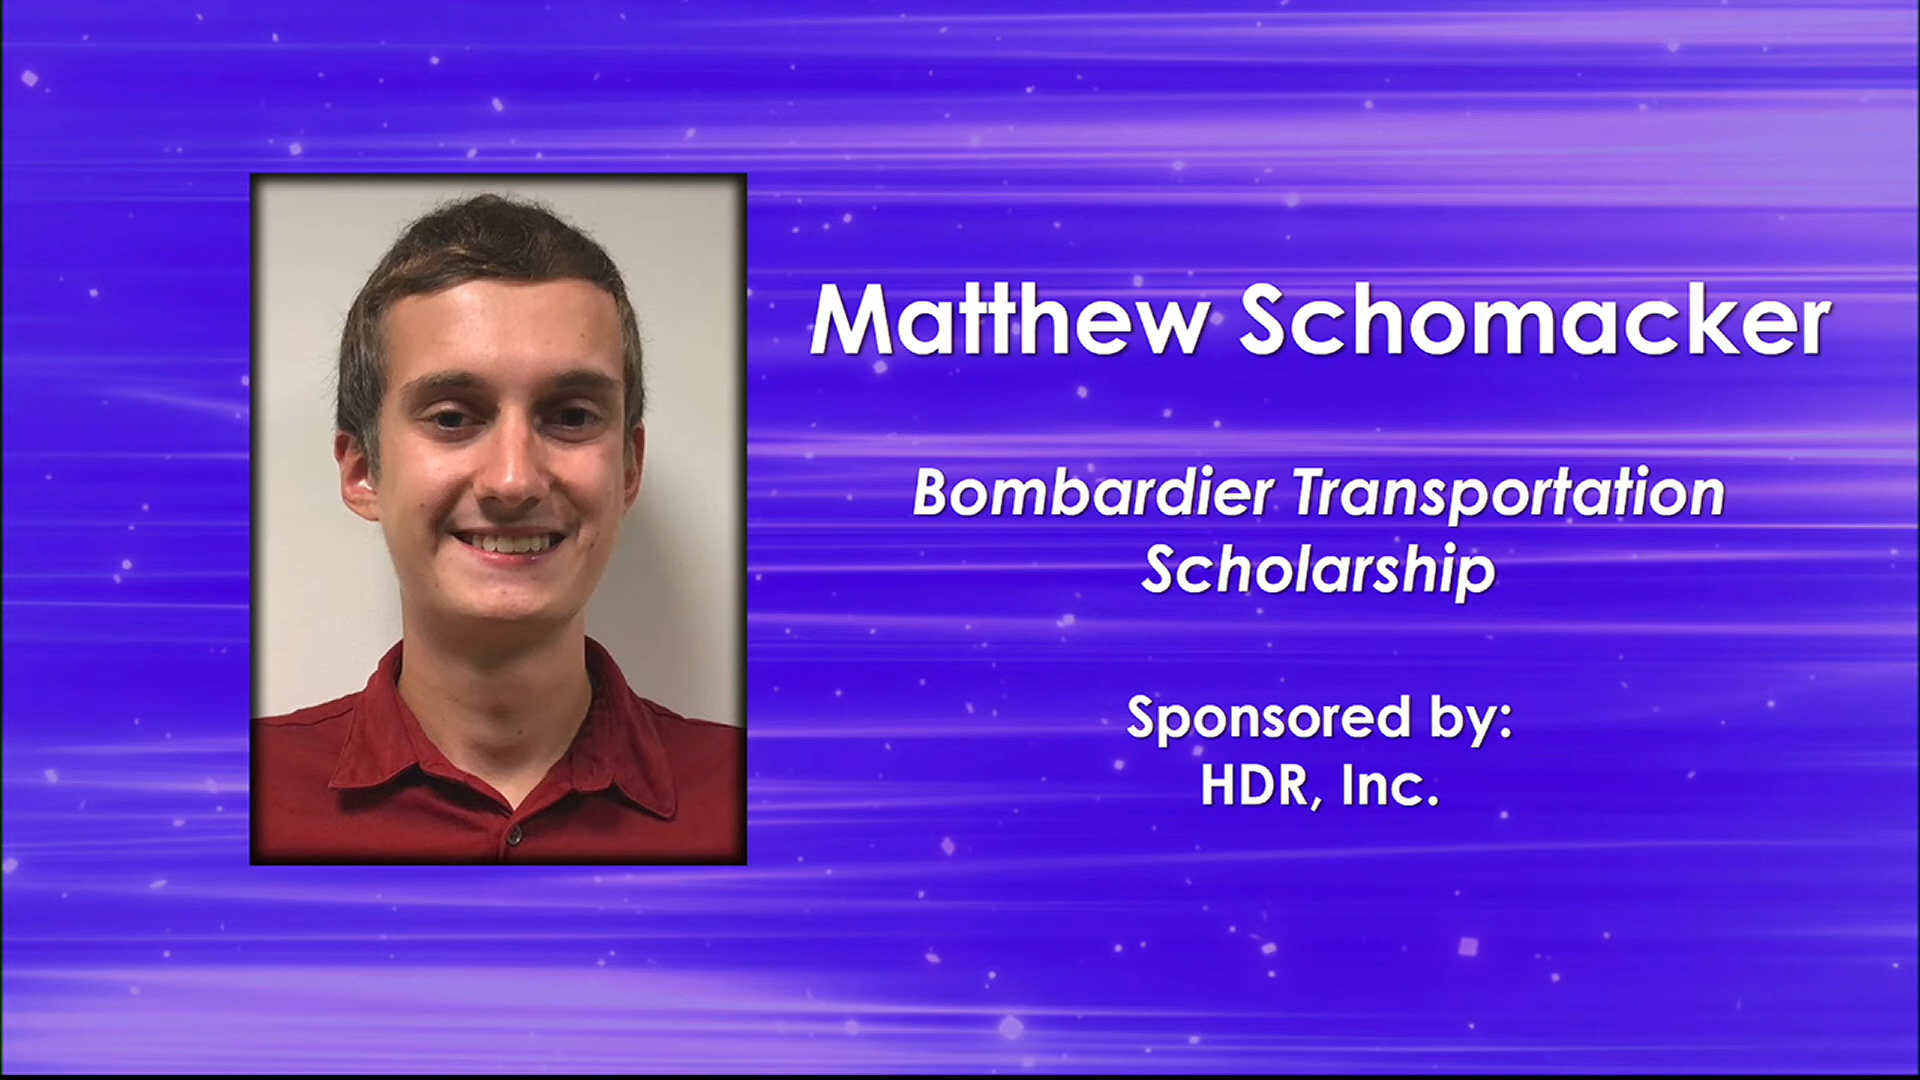 Matthew Schomacker
Bombardier Transportation
Scholarship
Sponsored by:
HDR, Inc.